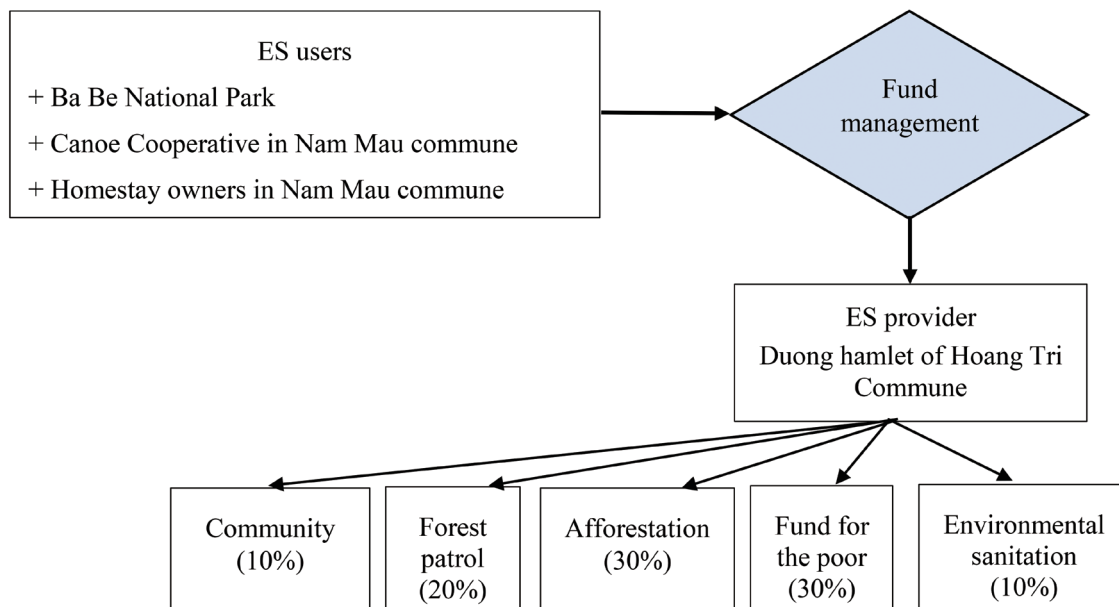 ES users
+ Ba Be National Park
+ Canoe Cooperative in Nam Mau commune
+ Homestay owners in Nam Mau commune
Fund
management
ES provider
Duong hamlet of Hoang Tri
Commune
Community
(10%)
Forest
patrol
(20%)
Afforestation
(30%)
Fund for
the poor
(30%)
Environmental
sanitation
(10%)